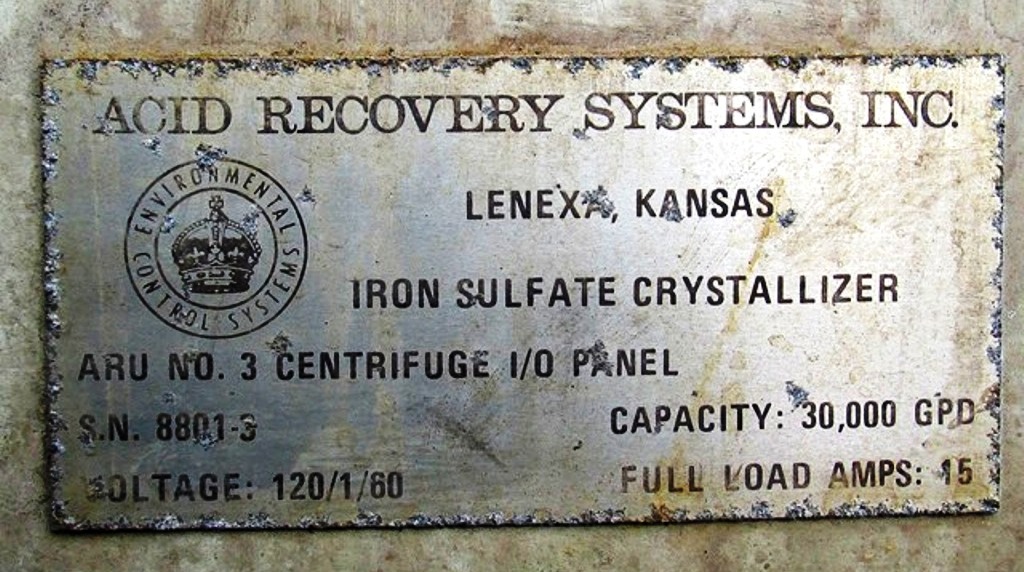 ACID RECOVERY SYSTEMS, INC.
ENVIRONMENTAL CONTROL SYSTEMS
LENEXA, KANSAS
IRON SULFATE CRYSTALLIZER
ARU NO. 3 CENTRIFUGE I/O PANEL
S.N. 8801-3
CAPACITY: 30,000 GPD
VOLTAGE: 120/1/60
FULL LOAD AMPS: 15